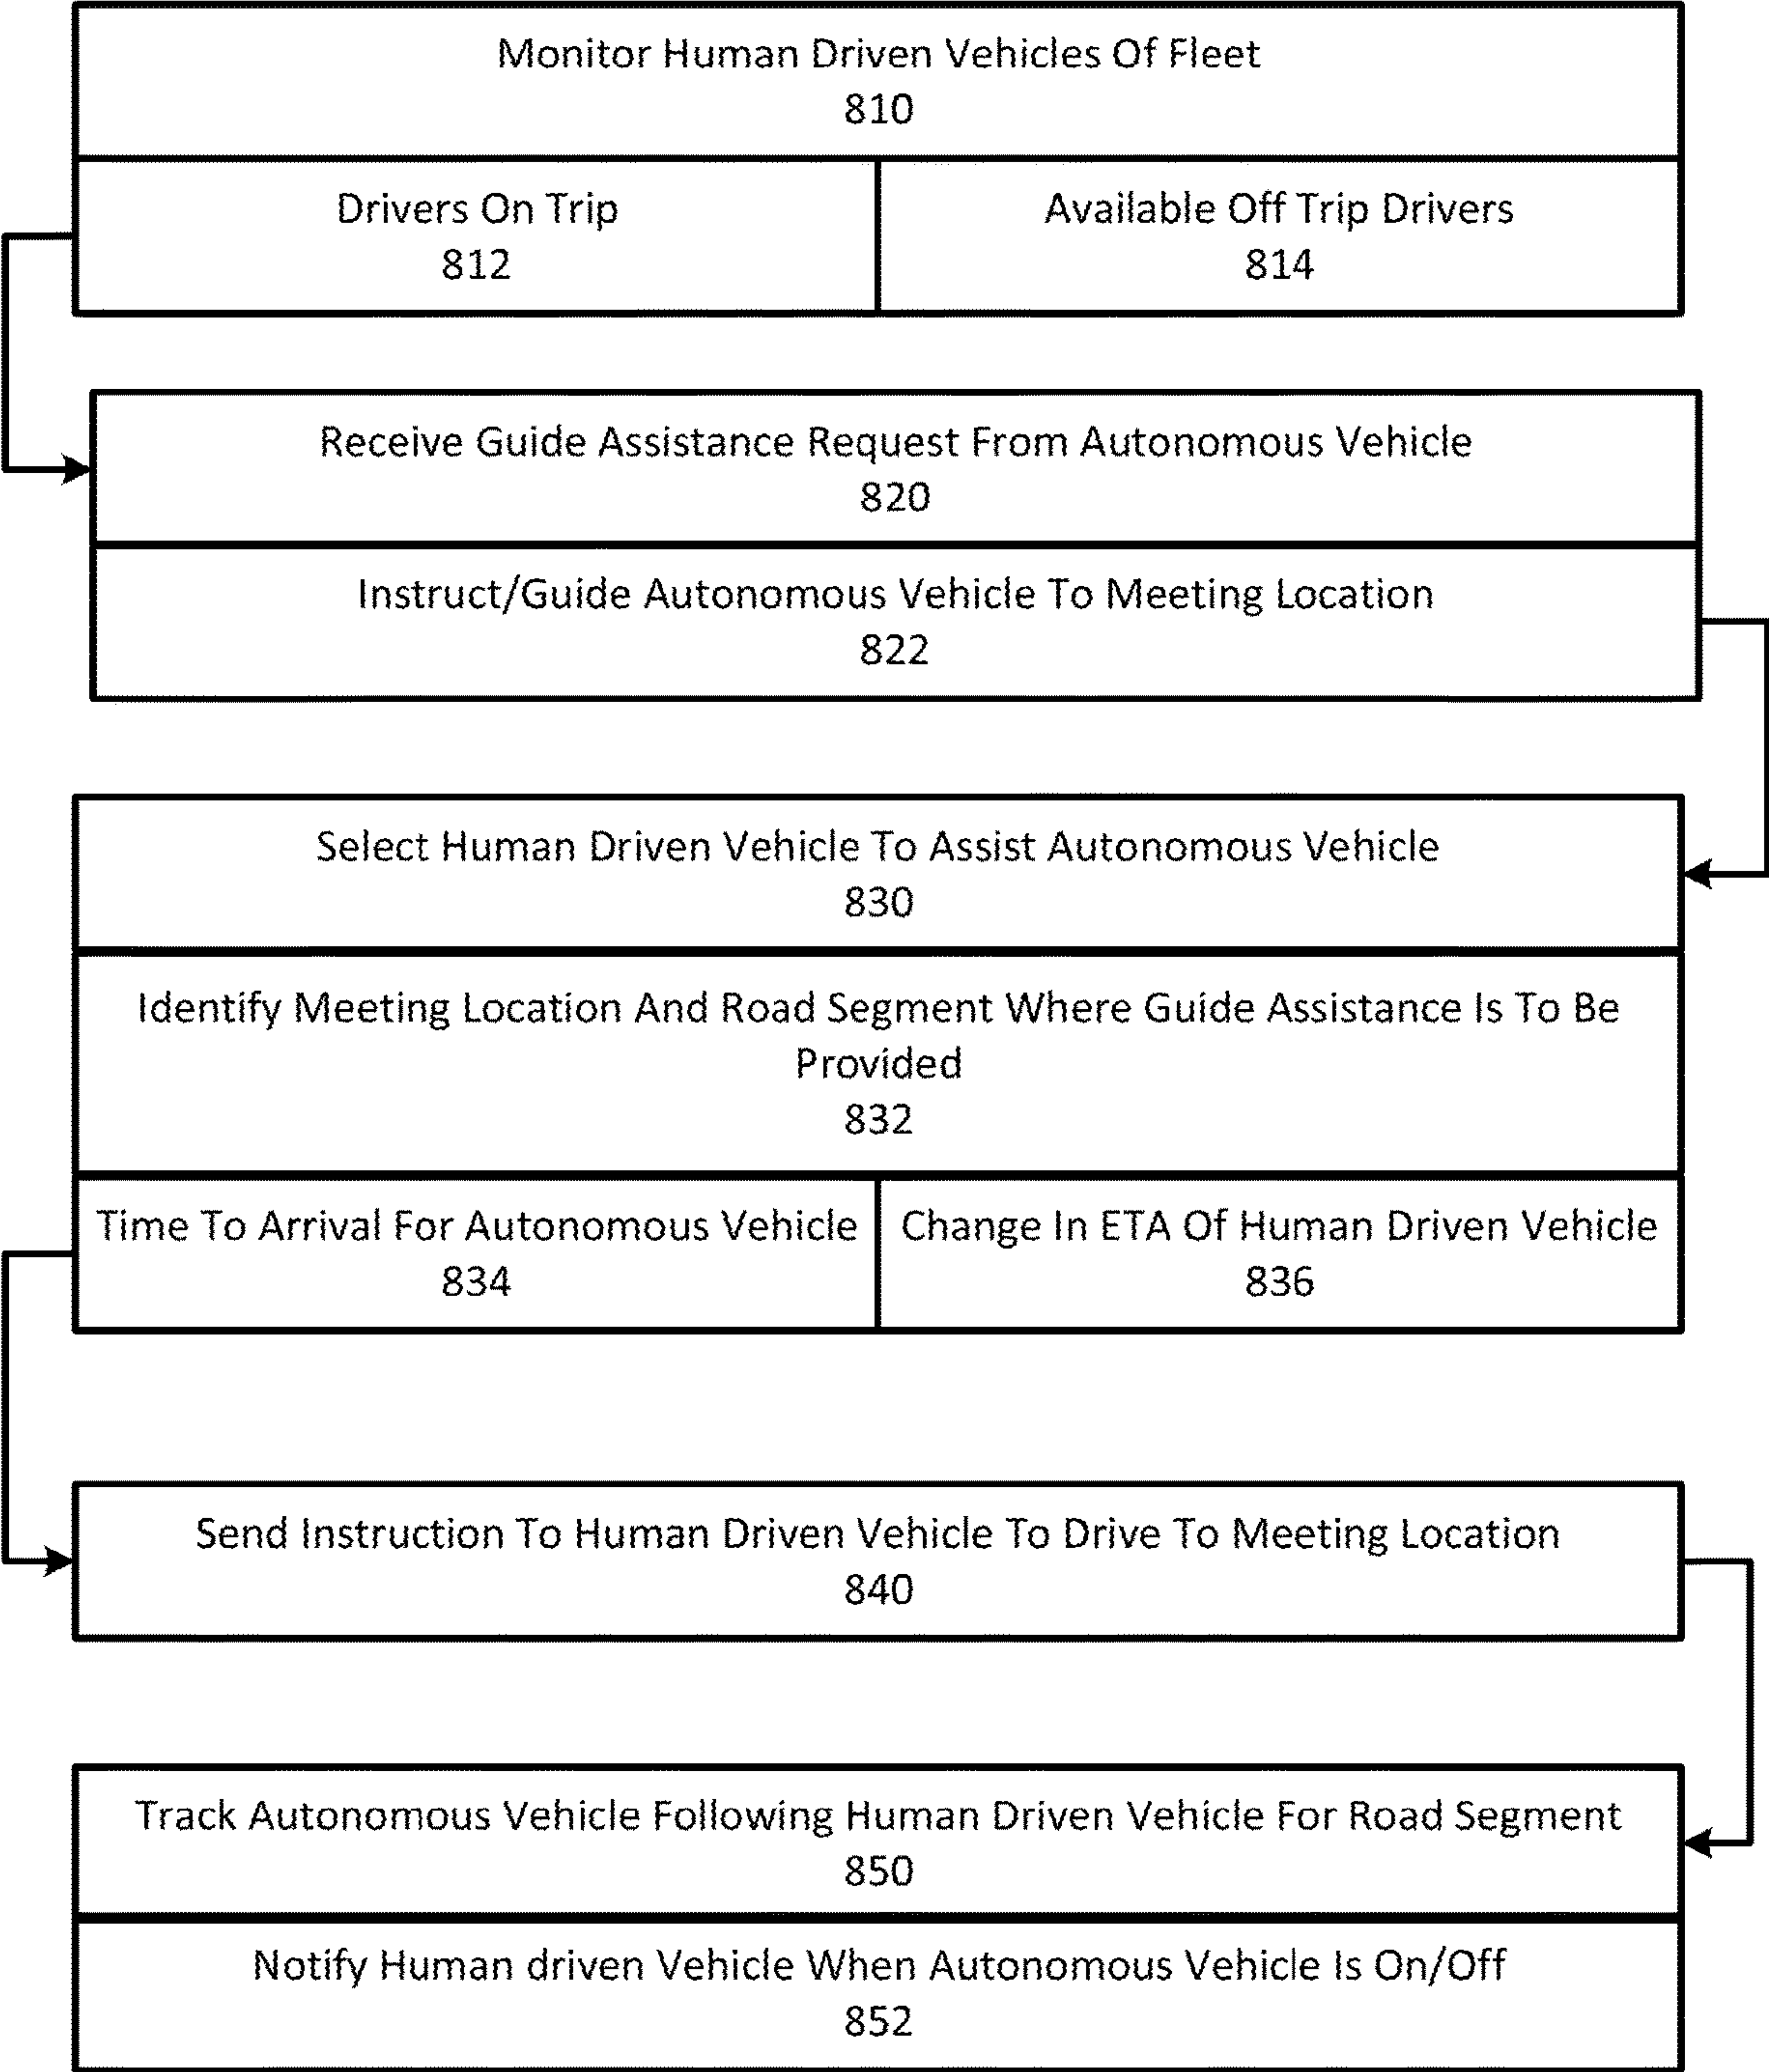 Monitor Human Driven Vehicles Of Fleet
810
Drivers On Trip
812
Available Off Trip Drivers
814
Receive Guide Assistance Request From Autonomous Vehicle
820
Instruct/Guide Autonomous Vehicle To Meeting Location
822
Select Human Driven Vehicle To Assist Autonomous Vehicle
830
Identify Meeting Location And Road Segment Where Guide Assistance Is To Be
Provided
832
Time To Arrival For Autonomous Vehicle
834
Change In ETA Of Human Driven Vehicle
836
Send Instruction To Human Driven Vehicle To Drive To Meeting Location
840
Track Autonomous Vehicle Following Human Driven Vehicle For Road Segment
850
Notify Human driven Vehicle When Autonomous Vehicle Is On/Off
852